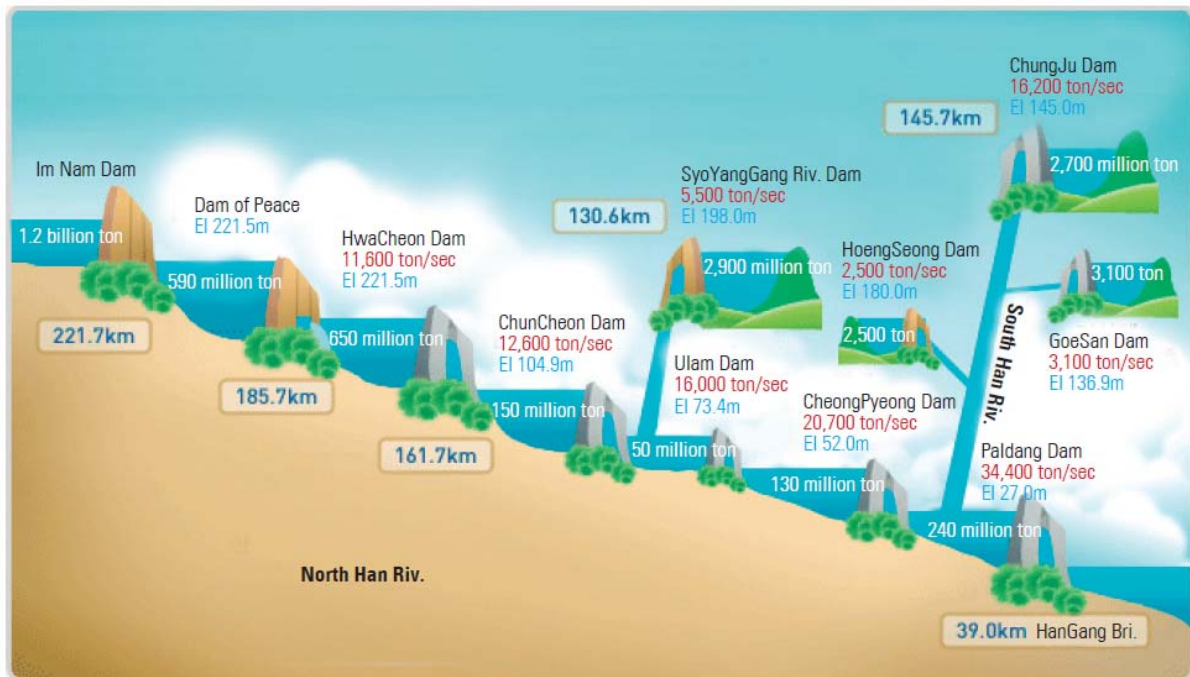 Im Nam Dam
1.2 billion ton
221.7km
Dam of Peace
El 221.5m
590 million ton
185.7km
HwaCheon Dam
11,600 ton/sec
El 221.5m
650 million ton
161.7km
ChunCheon Dam
12,600 ton/sec
El 104.9m
150 million ton
130.6km
SyoYangGang Riv. Dam
5,500 ton/sec
El 198.0m
2,900 million ton
Ulam Dam
16,000 ton/sec
El 73.4m
50 million ton
HoengSeong Dam
2,500 ton/sec
El 180.0m
2,500 ton
CheongPyeong Dam
20,700 ton/sec
El 52.0m
130 million ton
145.7km
ChungJu Dam
16,200 ton/sec
El 145.0m
2,700 million ton
South Han Riv.
3,100 ton
GoeSan Dam
3,100 ton/sec
El 136.9m
Paldang Dam
34,400 ton/sec
El 27.0m
240 million ton
North Han Riv.
39.0km HanGang Bri.